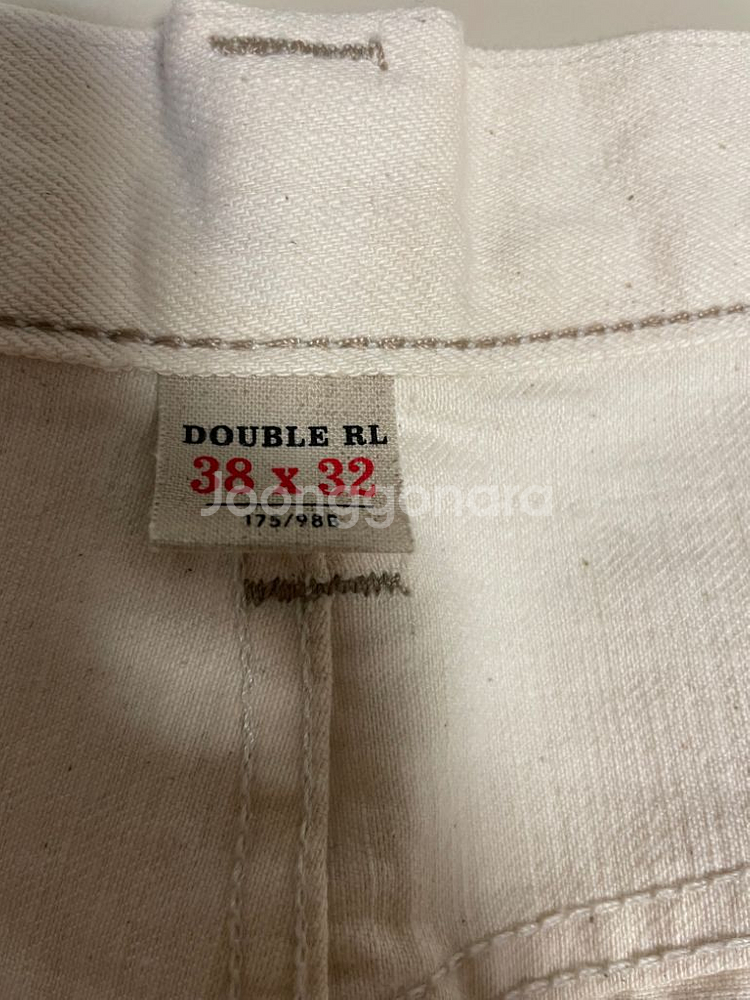 DOUBLE RL
38 x 32
Joonggonara
175/98B